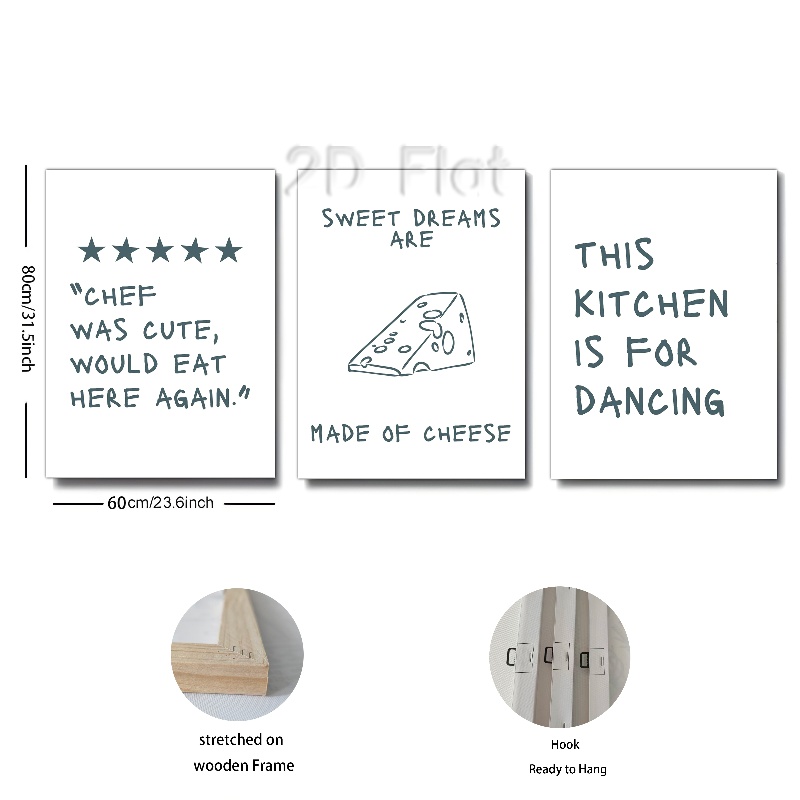 2D Flat
80cm/31.5inch
★★★★★
"CHEF
WAS CUTE,
WOULD EAT
HERE AGAIN."
SWEET DREAMS
ARE
MADE OF CHEESE
THIS
KITCHEN
IS FOR
DANCING
60cm/23.6inch
stretched on
wooden Frame
Hook
Ready to Hang